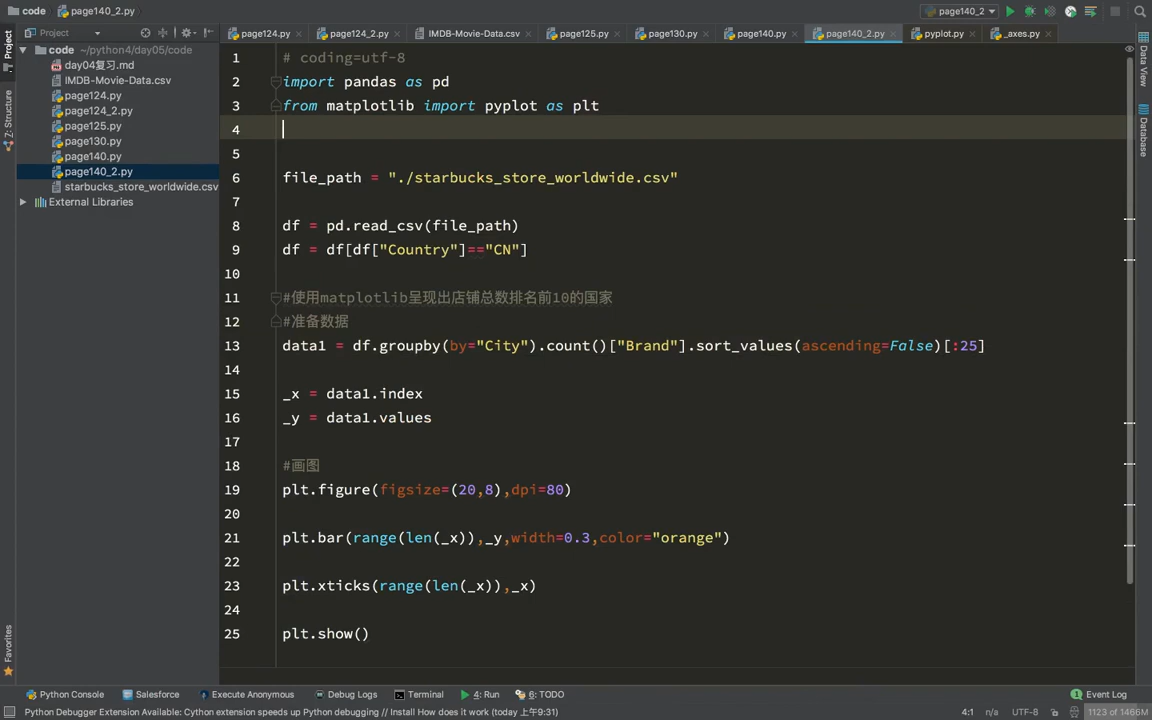 code
page140_2.py
page140_2
Project
page124.py
page124_2.py
IMDB-Movie-Data.csv
page125.py
page130.py
page140.py
page140_2.py
pyplot.py
_axes.py
code ~/python4/day05/code
day04复习.md
IMDB-Movie-Data.csv
page124.py
page124_2.py
page125.py
page130.py
page140.py
page140_2.py
starbucks_store_worldwide.csv
External Libraries
Project
Z: Structure
Favorites
Data View
Database
1 # coding=utf-8
2 import pandas as pd
3 from matplotlib import pyplot as plt
4
5
6 file_path = "./starbucks_store_worldwide.csv"
7
8 df = pd.read_csv(file_path)
9 df = df[df["Country"]=="CN"]
10
11 #使用matplotlib呈现出店铺总数排名前10的国家
12 #准备数据
13 data1 = df.groupby(by="City").count()["Brand"].sort_values(ascending=False)[:25]
14
15 _x = data1.index
16 _y = data1.values
17
18 #画图
19 plt.figure(figsize=(20,8),dpi=80)
20
21 plt.bar(range(len(_x)),_y,width=0.3,color="orange")
22
23 plt.xticks(range(len(_x)),_x)
24
25 plt.show()
Python Console
Salesforce
Execute Anonymous
Debug Logs
Terminal
4: Run
6: TODO
Event Log
Python Debugger Extension Available: Cython extension speeds up Python debugging // Install How does it work (today 上午9:31)
4:1
n/a
UTF-8
1123 of 1466M